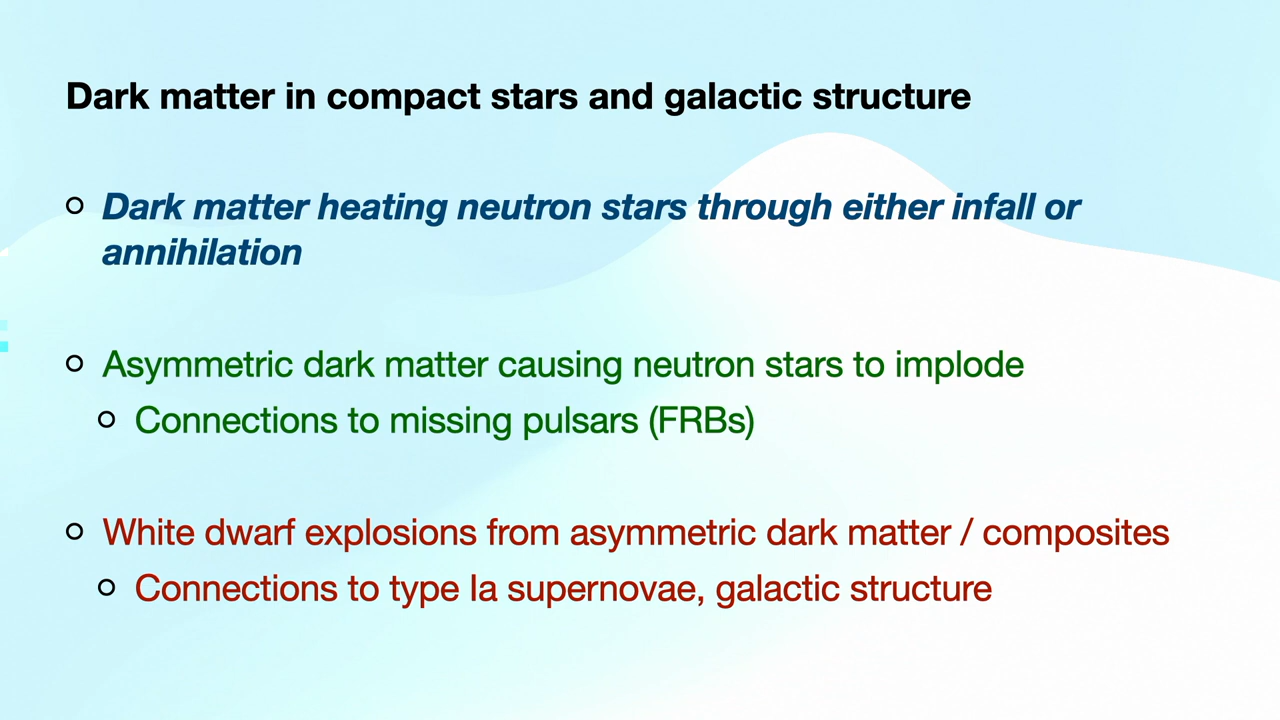 Dark matter in compact stars and galactic structure
Dark matter heating neutron stars through either infall or
annihilation
Asymmetric dark matter causing neutron stars to implode
Connections to missing pulsars (FRBs)
White dwarf explosions from asymmetric dark matter / composites
Connections to type Ia supernovae, galactic structure